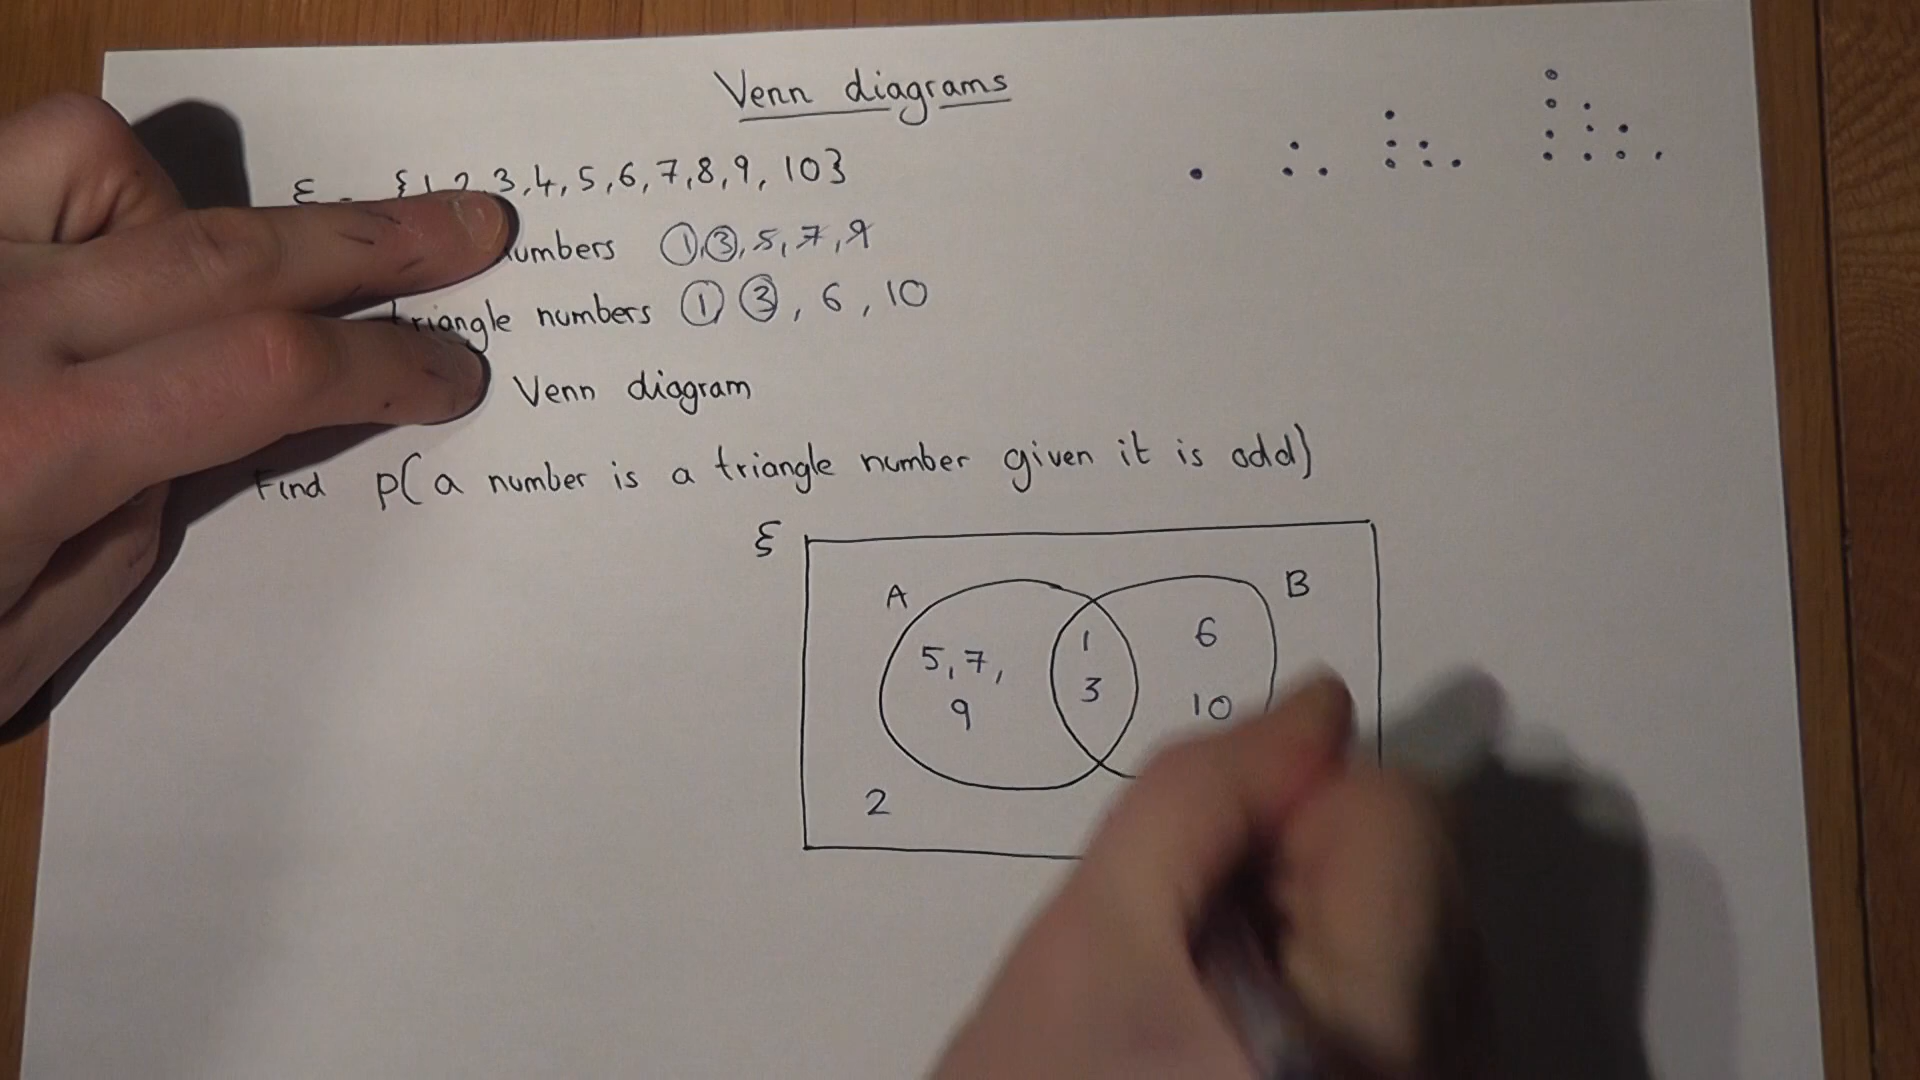 Venn diagrams
ξ = {1,2,3,4,5,6,7,8,9,10}
numbers 1,3,5,7,9
triangle numbers 1 3, 6, 10
Venn diagram
Find p(a number is a triangle number given it is odd)
ξ
A B
5,7, 1 6
9 3 10
2